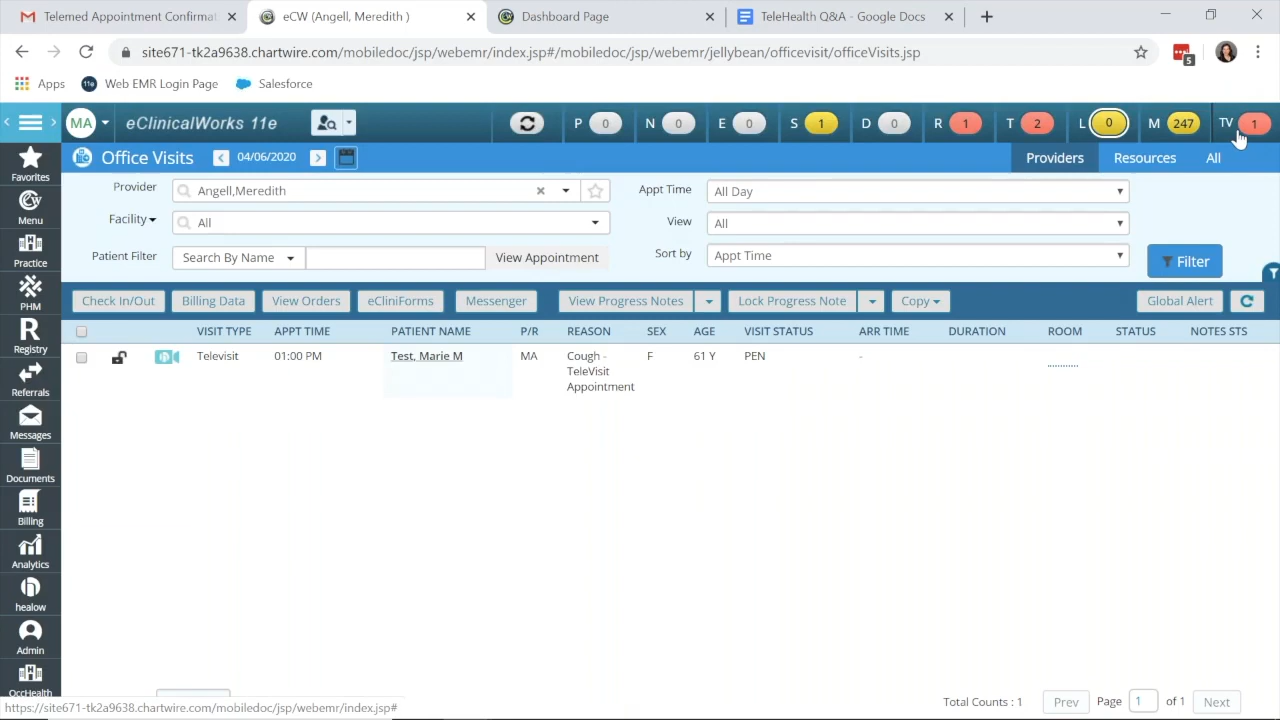 Telemed Appointment Confirmat
eCW (Angell, Meredith )
Dashboard Page
TeleHealth Q&A - Google Docs
site671-tk2a9638.chartwire.com/mobiledoc/jsp/webemr/index.jsp#/mobiledoc/jsp/webemr/jellybean/officevisit/officeVisits.jsp
5
Apps
11e
Web EMR Login Page
Salesforce
MA
eClinicalWorks 11e
P 0
N 0
E 0
S 1
D 0
R 1
T 2
L 0
M 247
TV 1
Office Visits
04/06/2020
Providers
Resources
All
Provider
Angell,Meredith
Appt Time
All Day
Facility
All
View
All
Patient Filter
Search By Name
View Appointment
Sort by
Appt Time
Filter
Check In/Out
Billing Data
View Orders
eCliniForms
Messenger
View Progress Notes
Lock Progress Note
Copy
Global Alert
VISIT TYPE APPT TIME PATIENT NAME P/R REASON SEX AGE VISIT STATUS ARR TIME DURATION ROOM STATUS NOTES STS
Televisit 01:00 PM Test, Marie M MA Cough - F 61 Y PEN -
TeleVisit
Appointment
Favorites
Menu
Practice
PHM
R
Registry
Referrals
Messages
Documents
Billing
Analytics
healow
Admin
OccHealth
https://site671-tk2a9638.chartwire.com/mobiledoc/jsp/webemr/index.jsp#
Total Counts : 1
Prev
Page 1 of 1
Next